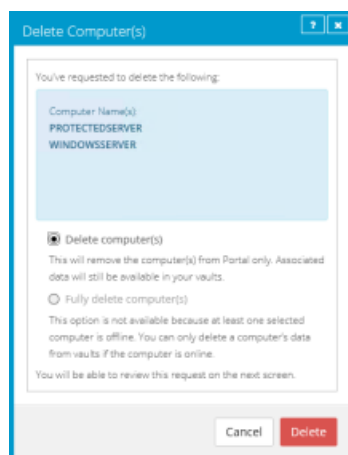 Delete Computer(s)
? x
You've requested to delete the following:
Computer Name(s):
PROTECTEDSERVER
WINDOWSSERVER
Delete computer(s)
This will remove the computer(s) from Portal only. Associated
data will still be available in your vaults.
Fully delete computer(s)
This option is not available because at least one selected
computer is offline. You can only delete a computer's data
from vaults if the computer is online.
You will be able to review this request on the next screen.
Cancel Delete